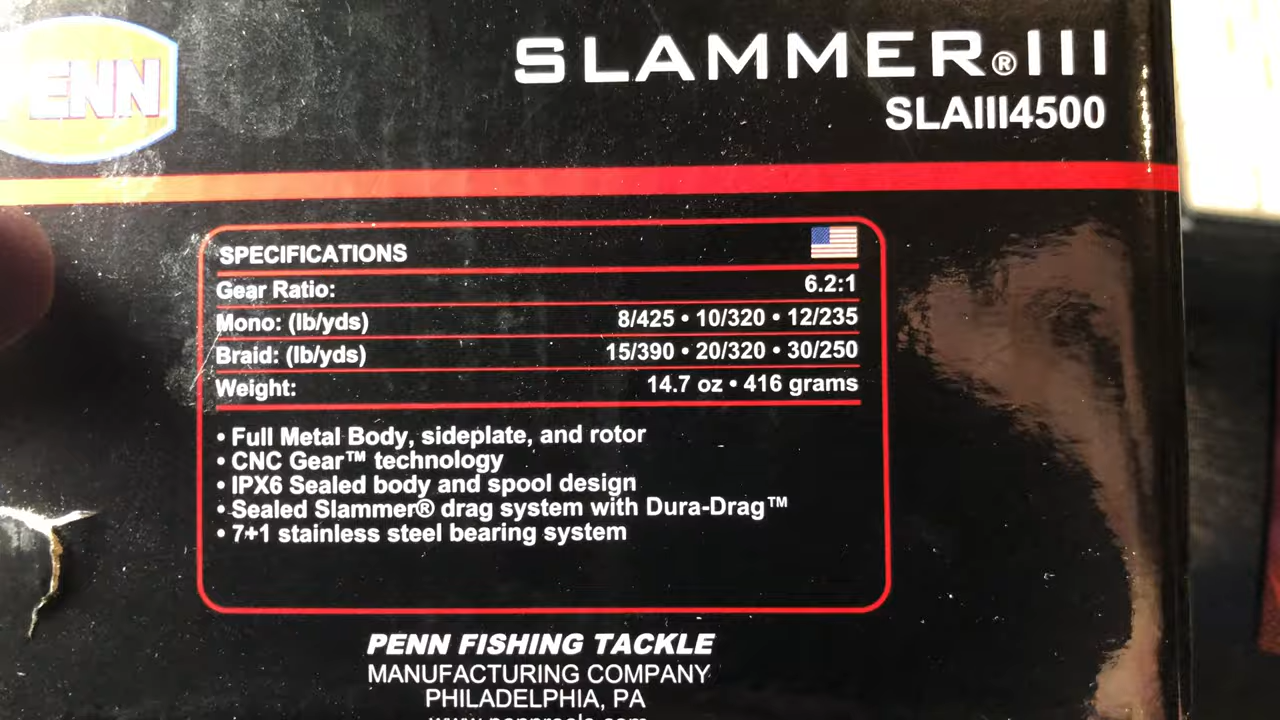 PENN
SLAMMER®III
SLAIII4500
SPECIFICATIONS
Gear Ratio: 6.2:1
Mono: (lb/yds) 8/425 • 10/320 • 12/235
Braid: (lb/yds) 15/390 • 20/320 • 30/250
Weight: 14.7 oz • 416 grams
• Full Metal Body, sideplate, and rotor
• CNC Gear™ technology
• IPX6 Sealed body and spool design
• Sealed Slammer® drag system with Dura-Drag™
• 7+1 stainless steel bearing system
PENN FISHING TACKLE
MANUFACTURING COMPANY
PHILADELPHIA, PA